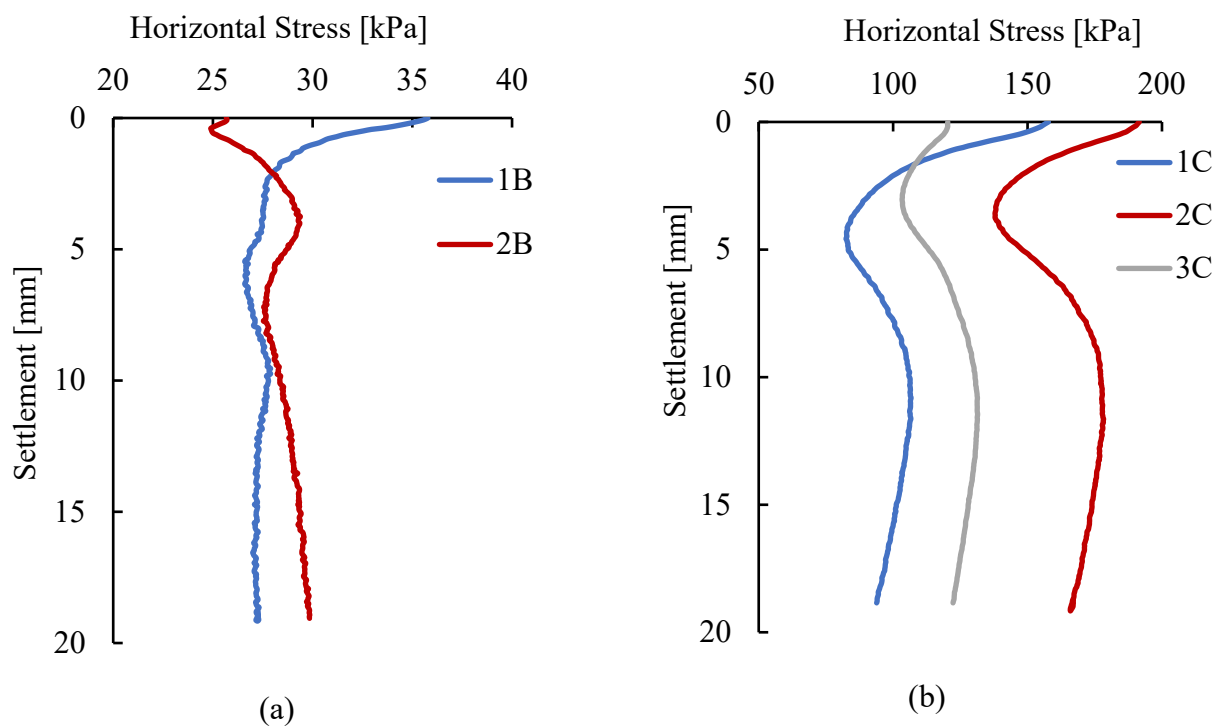 Horizontal Stress [kPa]
20 25 30 35 40
0
5
10
15
20
Settlement [mm]
1B
2B
(a)
Horizontal Stress [kPa]
50 100 150 200
0
5
10
15
20
Settlement [mm]
1C
2C
3C
(b)